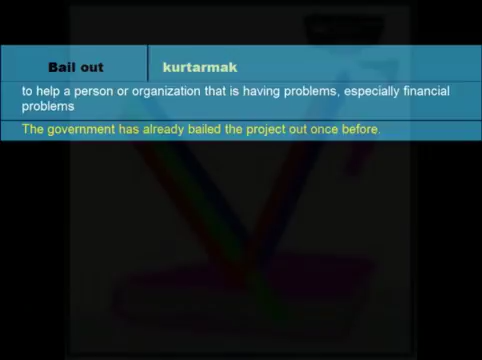 Bail out kurtarmak
to help a person or organization that is having problems, especially financial
problems
The government has already bailed the project out once before.